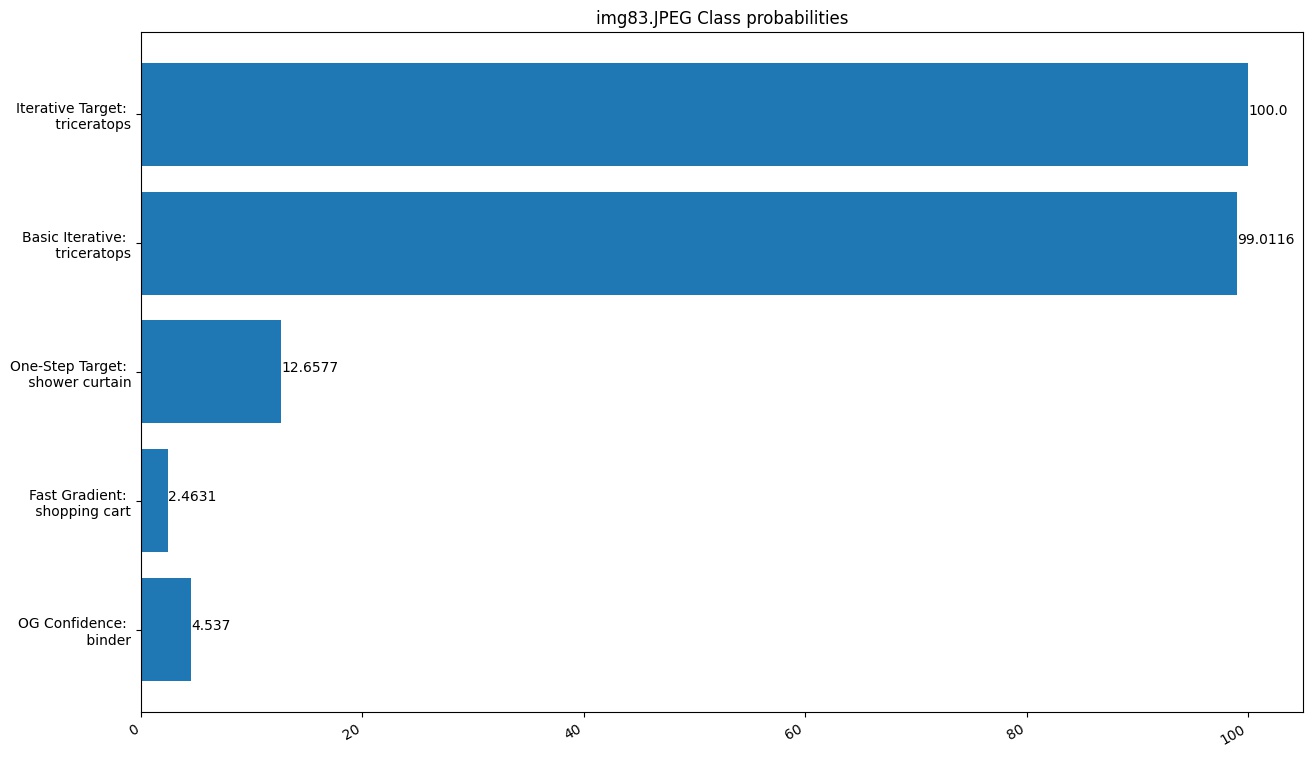 img83.JPEG Class probabilities
Iterative Target:
triceratops
100.0
Basic Iterative:
triceratops
99.0116
One-Step Target:
shower curtain
12.6577
Fast Gradient:
shopping cart
2.4631
OG Confidence:
binder
4.537
0 20 40 60 80 100